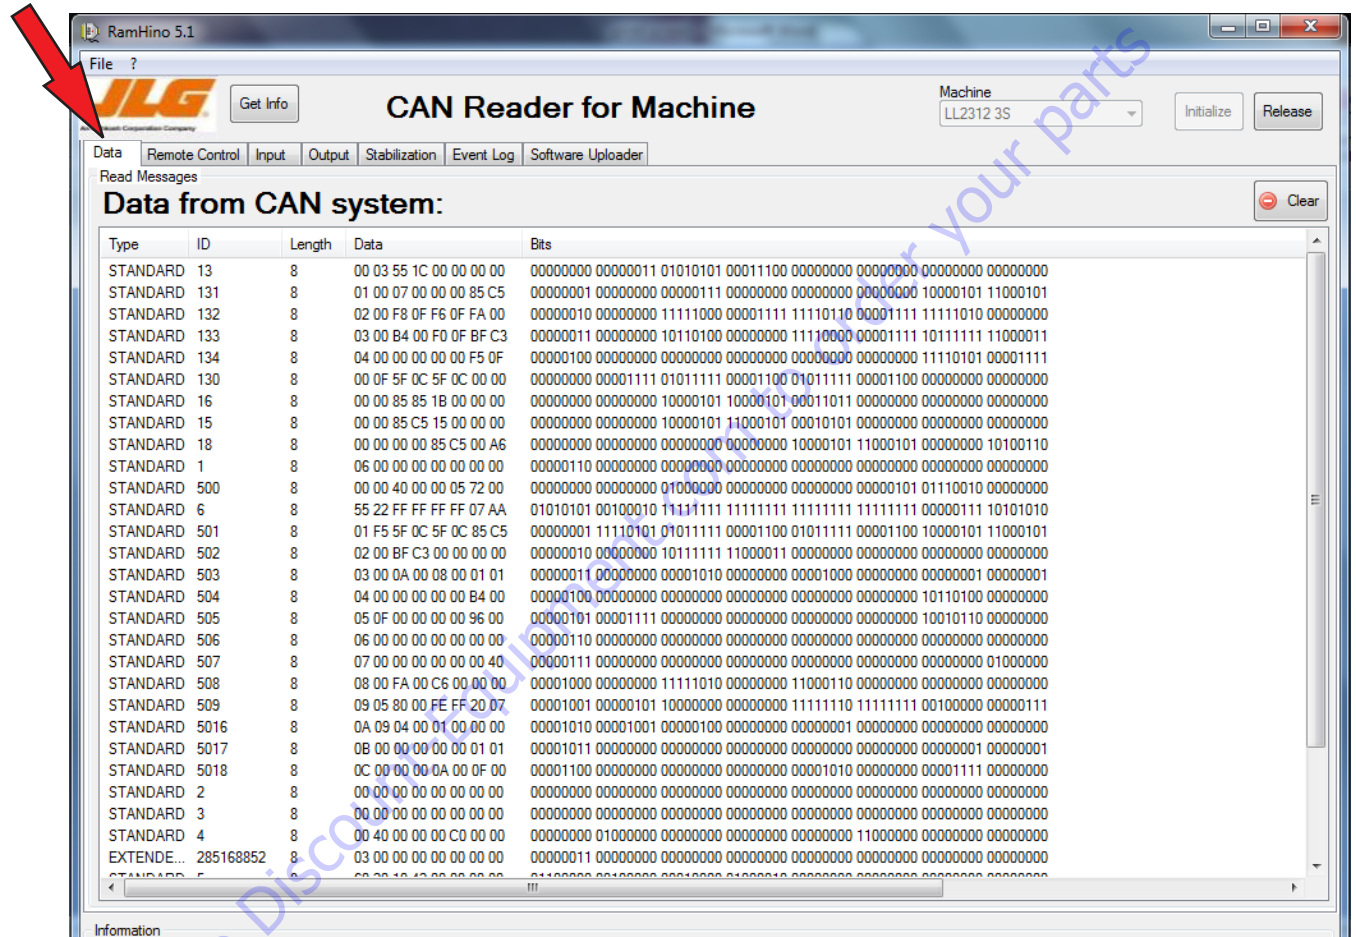 RamHino 5.1
File ?
JLG
Get Info
CAN Reader for Machine
Machine
LL2312 3S
Initialize
Release
Data Remote Control Input Output Stabilization Event Log Software Uploader
Read Messages
Data from CAN system:
Clear
Type ID Length Data Bits
STANDARD 13 8 00 03 55 1C 00 00 00 00 00000000 00000011 01010101 00011100 00000000 00000000 00000000 00000000
STANDARD 131 8 01 00 07 00 00 00 85 C5 00000001 00000000 00000111 00000000 00000000 00000000 10000101 11000101
STANDARD 132 8 02 00 F8 0F F6 0F FA 00 00000010 00000000 11111000 00001111 11110110 00001111 11111010 00000000
STANDARD 133 8 03 00 B4 00 F0 0F BF C3 00000011 00000000 10110100 00000000 11110000 00001111 10111111 11000011
STANDARD 134 8 04 00 00 00 00 00 F5 0F 00000100 00000000 00000000 00000000 00000000 00000000 11110101 00001111
STANDARD 130 8 00 0F 5F 0C 5F 0C 00 00 00000000 00001111 01011111 00001100 01011111 00001100 00000000 00000000
STANDARD 16 8 00 00 85 85 1B 00 00 00 00000000 00000000 10000101 10000101 00011011 00000000 00000000 00000000
STANDARD 15 8 00 00 85 C5 15 00 00 00 00000000 00000000 10000101 11000101 00010101 00000000 00000000 00000000
STANDARD 18 8 00 00 00 00 85 C5 00 A6 00000000 00000000 00000000 00000000 10000101 11000101 00000000 10100110
STANDARD 1 8 06 00 00 00 00 00 00 00 00000110 00000000 00000000 00000000 00000000 00000000 00000000 00000000
STANDARD 500 8 00 00 40 00 00 05 72 00 00000000 00000000 01000000 00000000 00000000 00000101 01110010 00000000
STANDARD 6 8 55 22 FF FF FF FF 07 AA 01010101 00100010 11111111 11111111 11111111 11111111 00000111 10101010
STANDARD 501 8 01 F5 5F 0C 5F 0C 85 C5 00000001 11110101 01011111 00001100 01011111 00001100 10000101 11000101
STANDARD 502 8 02 00 BF C3 00 00 00 00 00000010 00000000 10111111 11000011 00000000 00000000 00000000 00000000
STANDARD 503 8 03 00 0A 00 08 00 01 01 00000011 00000000 00001010 00000000 00001000 00000000 00000001 00000001
STANDARD 504 8 04 00 00 00 00 00 B4 00 00000100 00000000 00000000 00000000 00000000 00000000 10110100 00000000
STANDARD 505 8 05 0F 00 00 00 00 96 00 00000101 00001111 00000000 00000000 00000000 00000000 10010110 00000000
STANDARD 506 8 06 00 00 00 00 00 00 00 00000110 00000000 00000000 00000000 00000000 00000000 00000000 00000000
STANDARD 507 8 07 00 00 00 00 00 00 40 00000111 00000000 00000000 00000000 00000000 00000000 00000000 01000000
STANDARD 508 8 08 00 FA 00 C6 00 00 00 00001000 00000000 11111010 00000000 11000110 00000000 00000000 00000000
STANDARD 509 8 09 05 80 00 FE FF 20 07 00001001 00000101 10000000 00000000 11111110 11111111 00100000 00000111
STANDARD 5016 8 0A 09 04 00 01 00 00 00 00001010 00001001 00000100 00000000 00000001 00000000 00000000 00000000
STANDARD 5017 8 0B 00 00 00 00 00 01 01 00001011 00000000 00000000 00000000 00000000 00000000 00000001 00000001
STANDARD 5018 8 0C 00 00 00 0A 00 0F 00 00001100 00000000 00000000 00000000 00001010 00000000 00001111 00000000
STANDARD 2 8 00 00 00 00 00 00 00 00 00000000 00000000 00000000 00000000 00000000 00000000 00000000 00000000
STANDARD 3 8 00 00 00 00 00 00 00 00 00000000 00000000 00000000 00000000 00000000 00000000 00000000 00000000
STANDARD 4 8 00 40 00 00 00 C0 00 00 00000000 01000000 00000000 00000000 00000000 11000000 00000000 00000000
EXTENDE... 285168852 8 03 00 00 00 00 00 00 00 00000011 00000000 00000000 00000000 00000000 00000000 00000000 00000000
Information
Discount-Equipment.com to order your parts